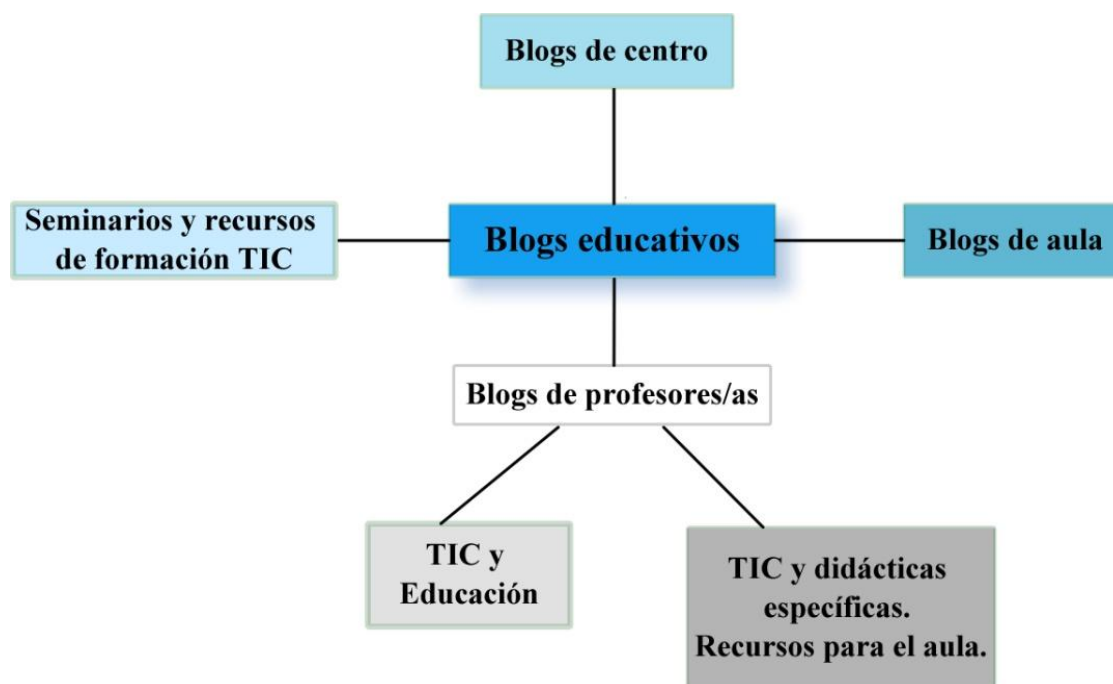 Blogs de centro
Seminarios y recursos
de formación TIC
Blogs educativos
Blogs de aula
Blogs de profesores/as
TIC y
Educación
TIC y didácticas
específicas.
Recursos para el aula.